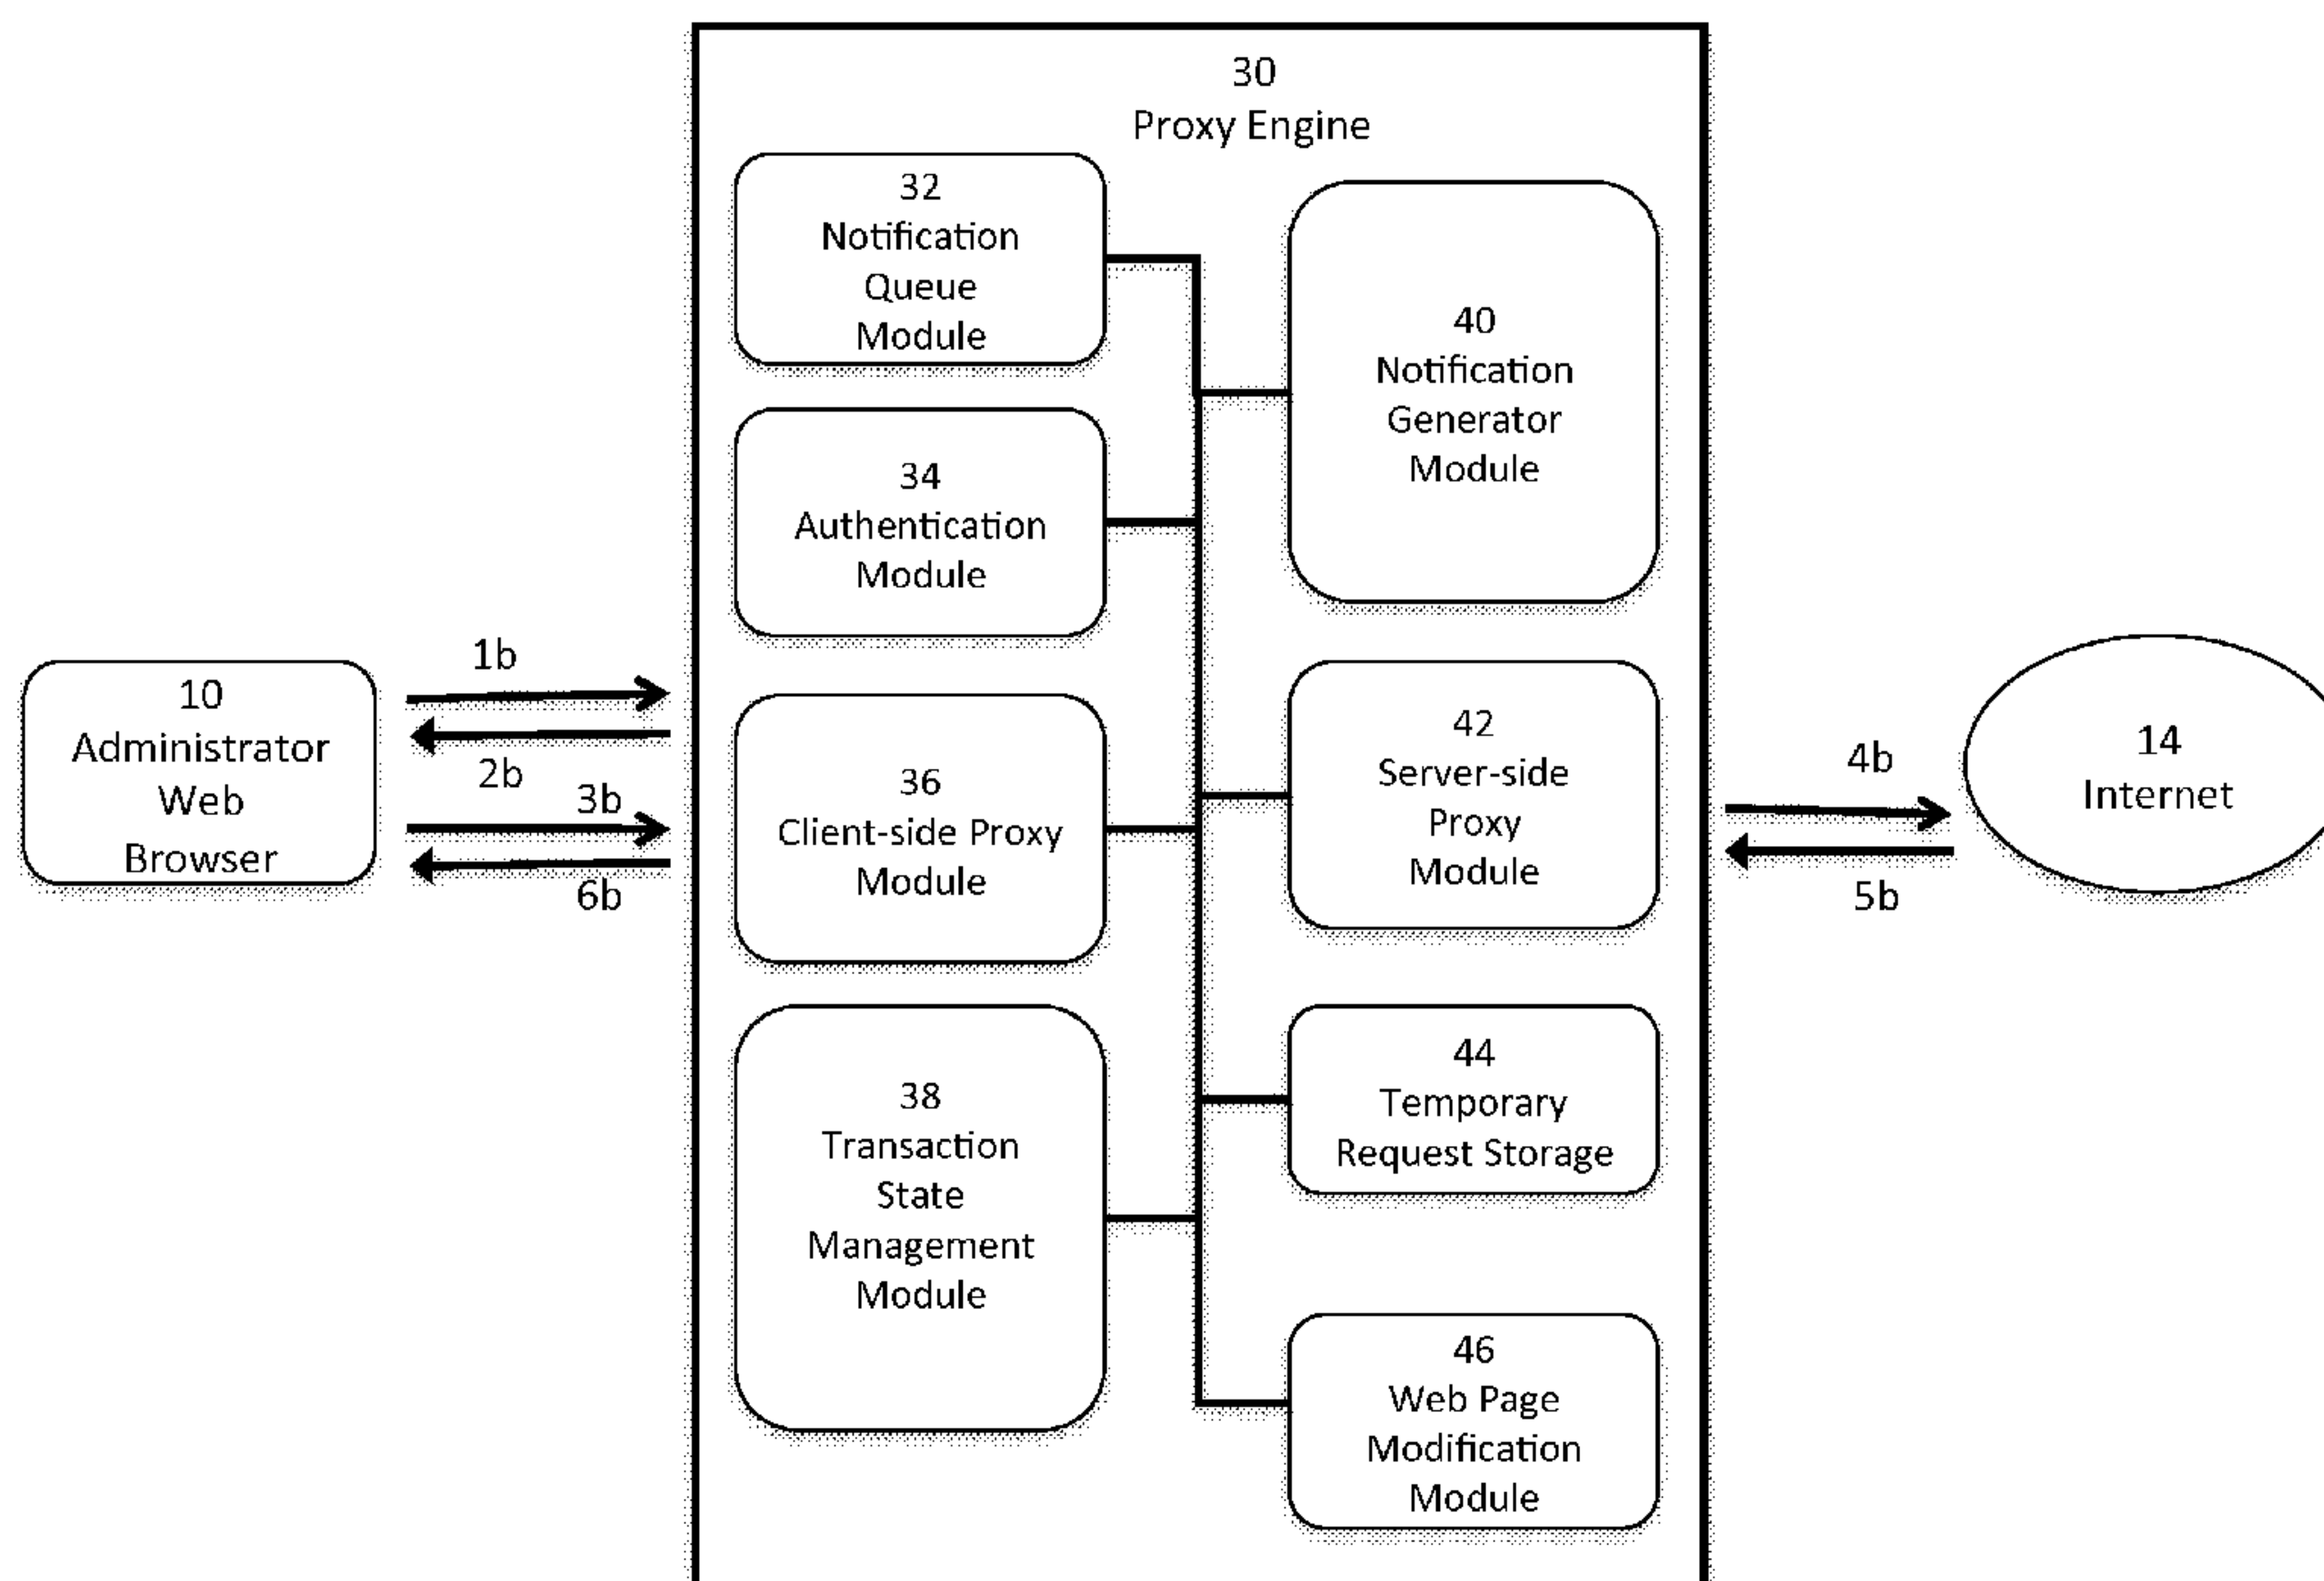 30
Proxy Engine
32
Notification
Queue
Module
34
Authentication
Module
36
Client-side Proxy
Module
38
Transaction
State
Management
Module
40
Notification
Generator
Module
42
Server-side
Proxy
Module
44
Temporary
Request Storage
46
Web Page
Modification
Module
10
Administrator
Web
Browser
1b
2b
3b
6b
4b
5b
14
Internet